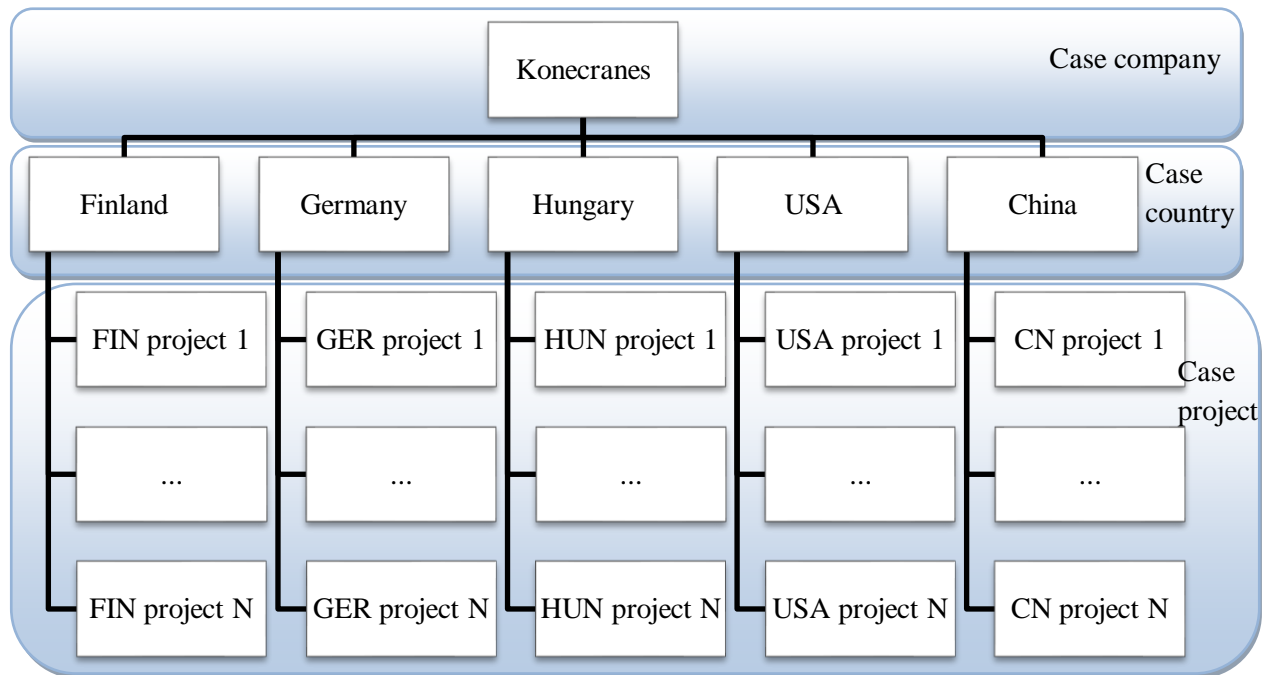 Konecranes
Case company
Finland
Germany
Hungary
USA
China
Case
country
FIN project 1
GER project 1
HUN project 1
USA project 1
CN project 1
Case
project
...
...
...
...
...
FIN project N
GER project N
HUN project N
USA project N
CN project N